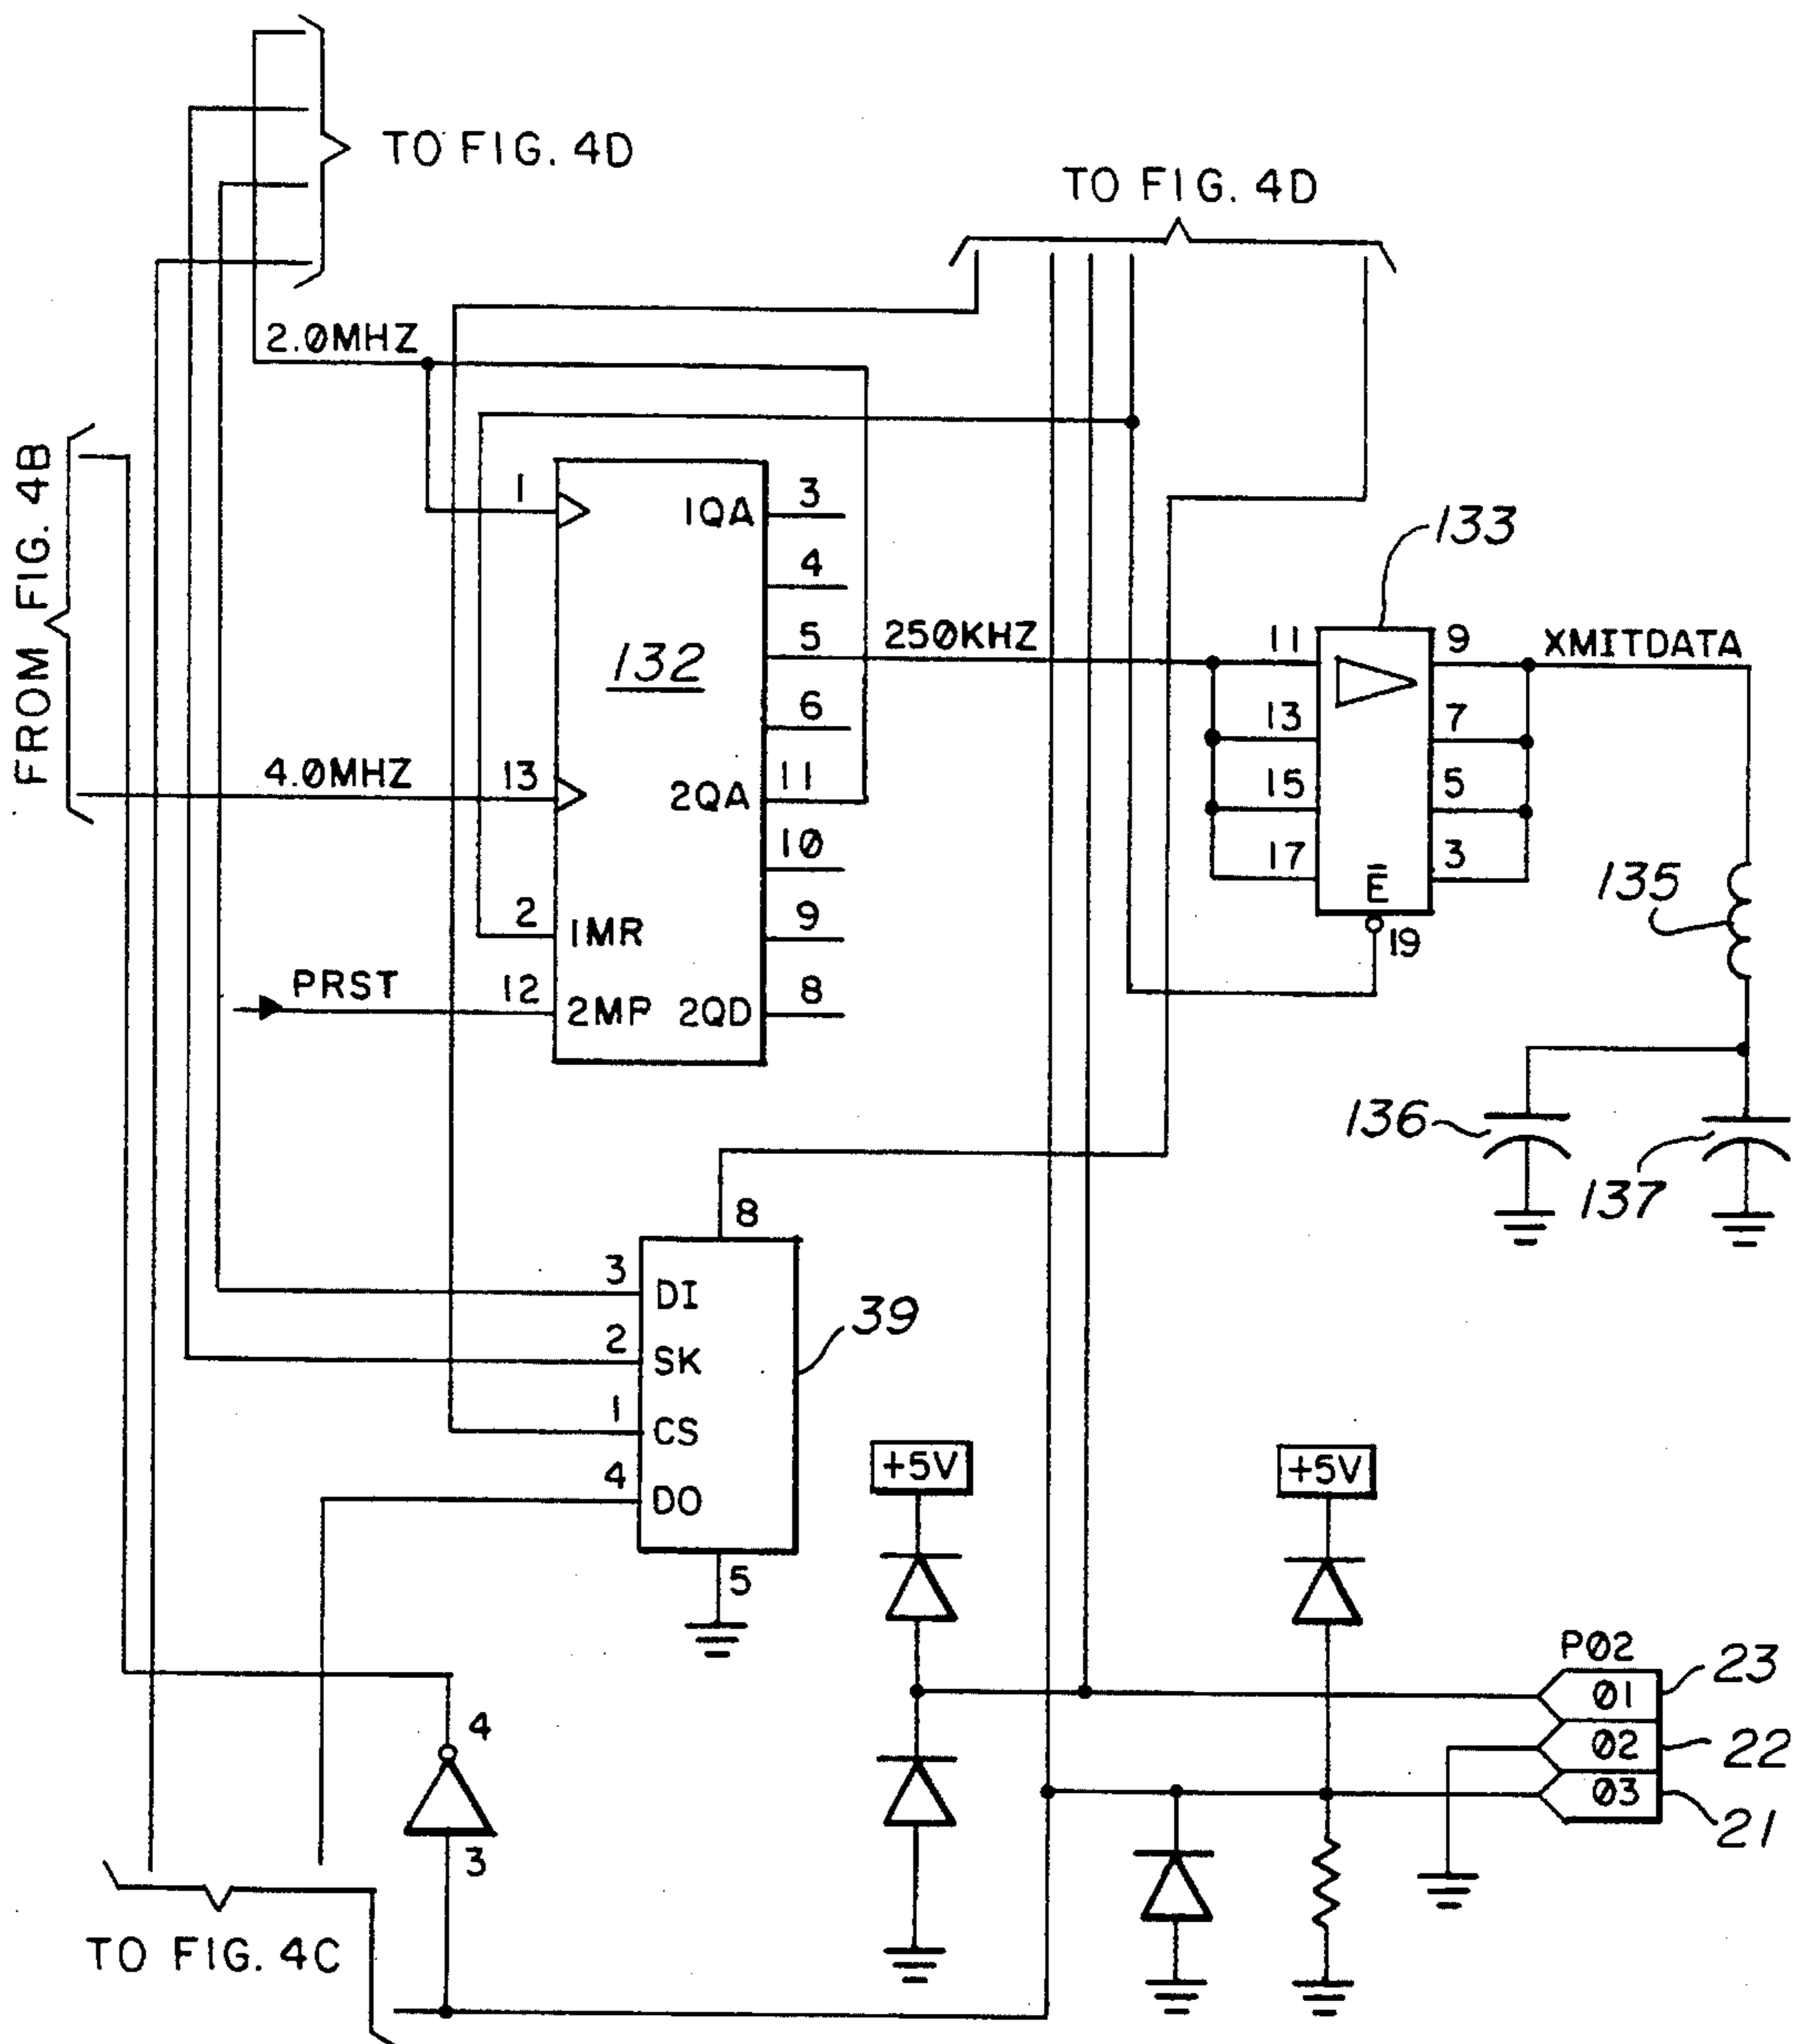 TO FIG. 4D
TO FIG. 4D
2.0MHZ
FROM FIG. 4B
1
1QA
3
4
132
5
250KHZ
6
4.0MHZ
13
2QA
11
10
2
1MR
9
PRST
12
2MP
2QD
8
133
11
9
XMITDATA
13
7
15
5
17
3
E̅
19
135
136
137
8
3
DI
39
2
SK
1
CS
4
DO
5
+5V
+5V
P02
01
23
02
22
03
21
4
3
TO FIG. 4C